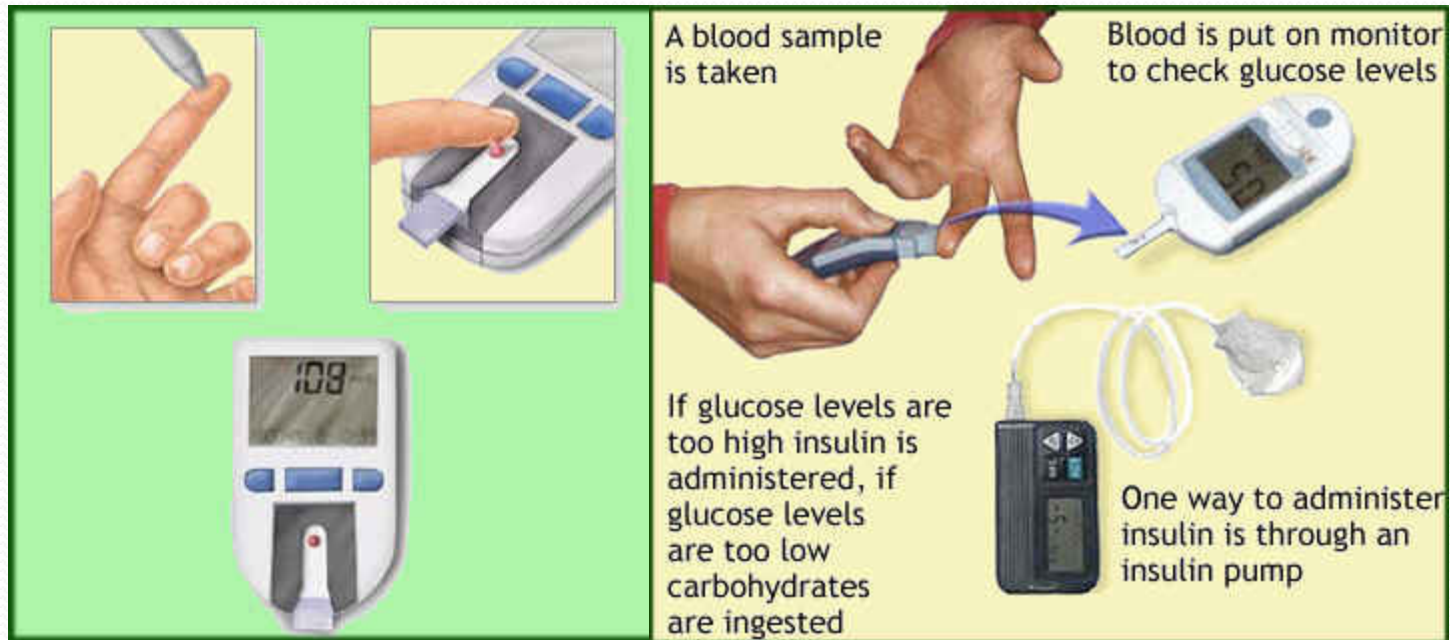 108
A blood sample
is taken
Blood is put on monitor
to check glucose levels
If glucose levels are
too high insulin is
administered, if
glucose levels
are too low
carbohydrates
are ingested
One way to administer
insulin is through an
insulin pump